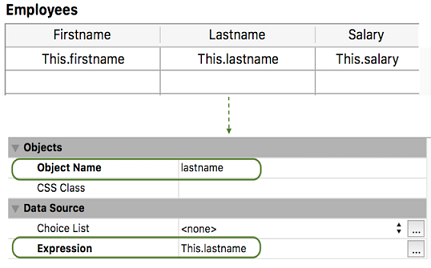 Employees
Firstname Lastname Salary
This.firstname This.lastname This.salary
Objects
Object Name lastname
CSS Class
Data Source
Choice List <none> ...
Expression This.lastname ...